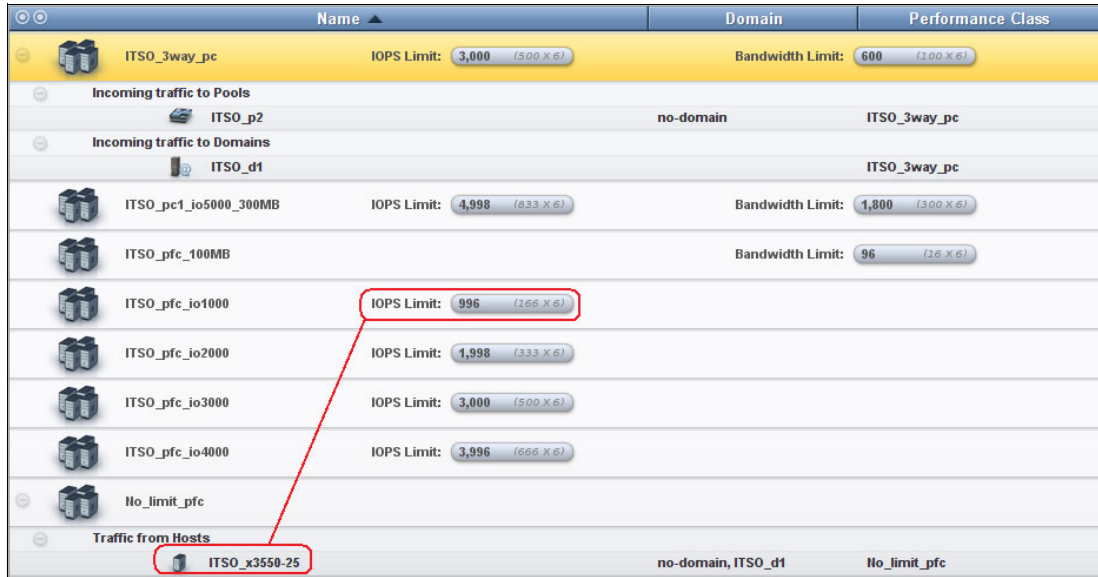 Name Domain Performance Class
ITSO_3way_pc IOPS Limit: 3,000 (500 X 6) Bandwidth Limit: 600 (100 X 6)
Incoming traffic to Pools
ITSO_p2 no-domain ITSO_3way_pc
Incoming traffic to Domains
ITSO_d1 ITSO_3way_pc
ITSO_pc1_io5000_300MB IOPS Limit: 4,998 (833 X 6) Bandwidth Limit: 1,800 (300 X 6)
ITSO_pfc_100MB Bandwidth Limit: 96 (16 X 6)
ITSO_pfc_io1000 IOPS Limit: 996 (166 X 6)
ITSO_pfc_io2000 IOPS Limit: 1,998 (333 X 6)
ITSO_pfc_io3000 IOPS Limit: 3,000 (500 X 6)
ITSO_pfc_io4000 IOPS Limit: 3,996 (666 X 6)
No_limit_pfc
Traffic from Hosts
ITSO_x3550-25 no-domain, ITSO_d1 No_limit_pfc